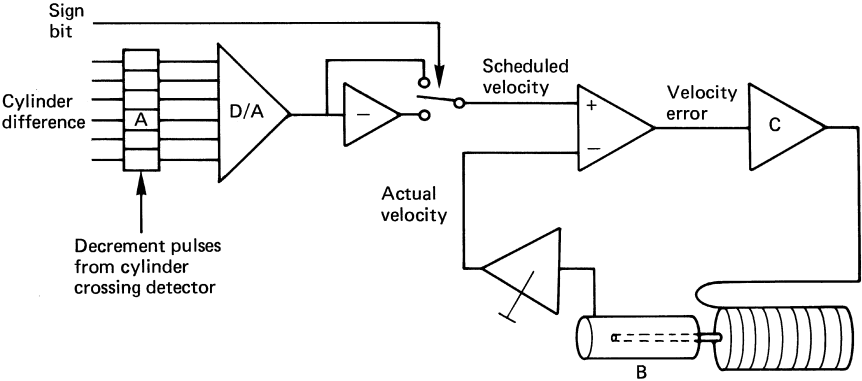 Sign
bit
Cylinder
difference
A
D/A
−
Scheduled
velocity
+
−
Velocity
error
C
Actual
velocity
Decrement pulses
from cylinder
crossing detector
B